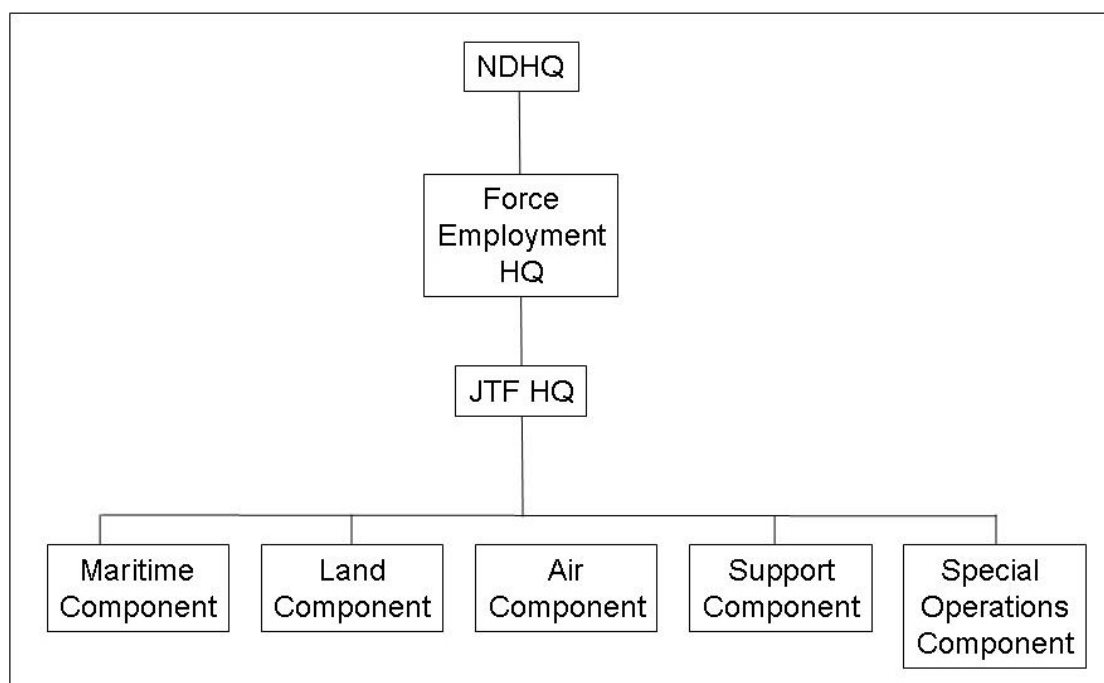 NDHQ
Force
Employment
HQ
JTF HQ
Maritime
Component
Land
Component
Air
Component
Support
Component
Special
Operations
Component